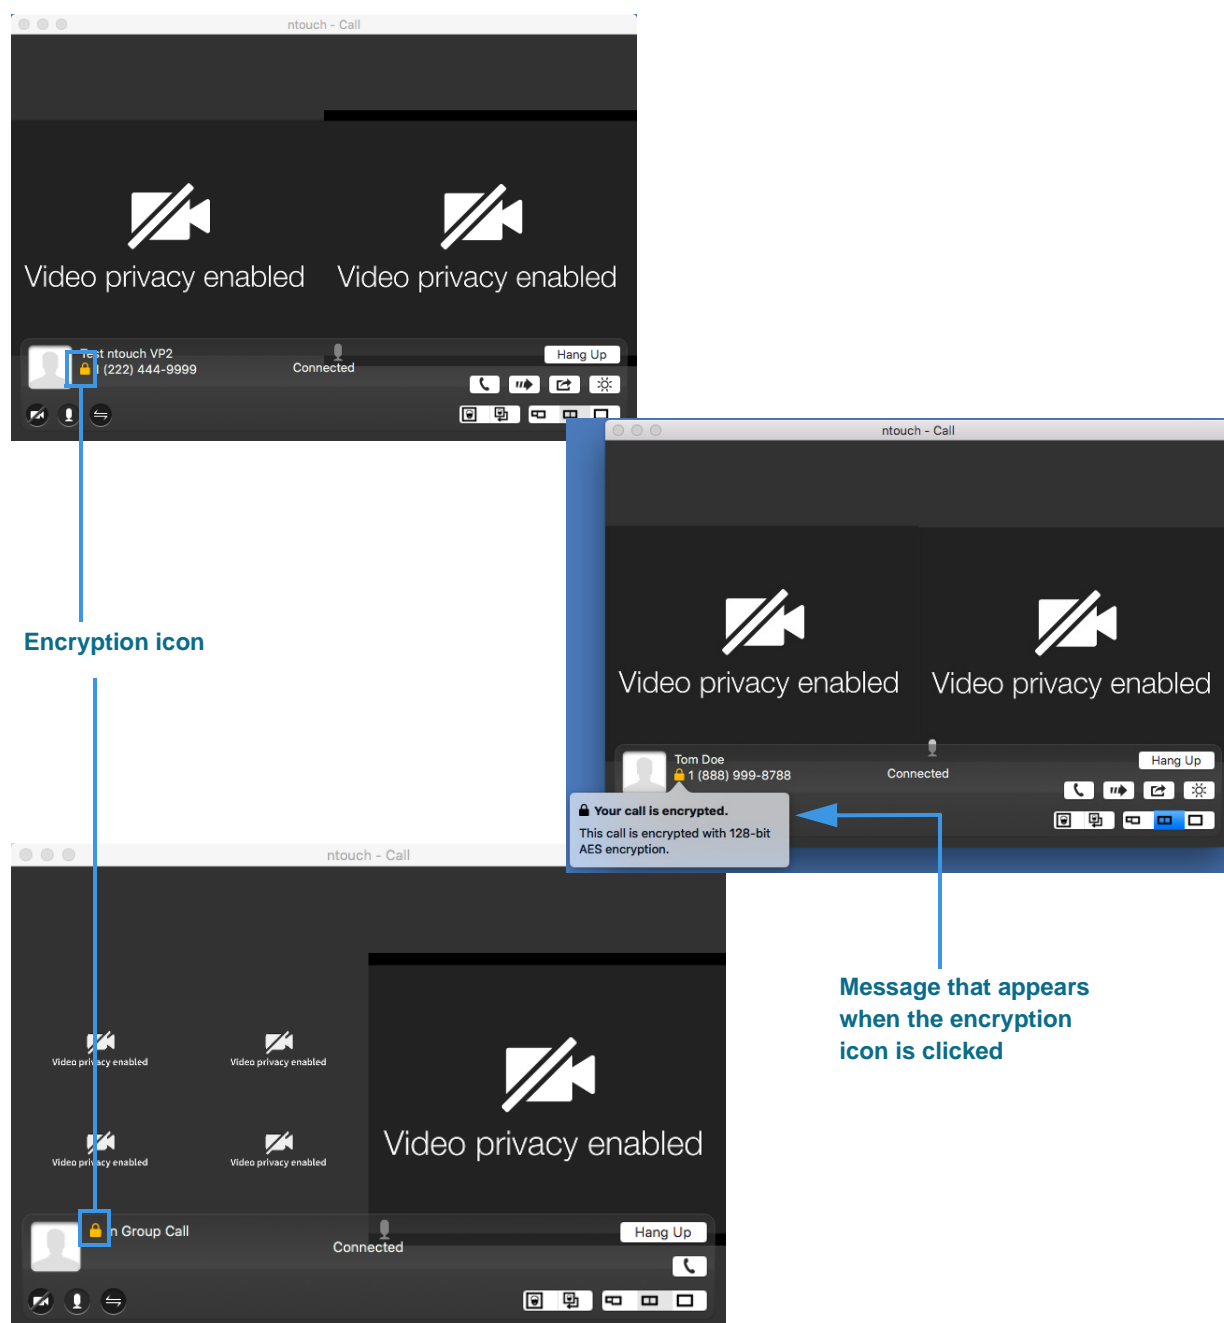 ntouch - Call
Video privacy enabled
Video privacy enabled
Test ntouch VP2
1 (222) 444-9999
Connected
Hang Up
Encryption icon
ntouch - Call
Video privacy enabled
Video privacy enabled
Tom Doe
1 (888) 999-8788
Connected
Hang Up
Your call is encrypted.
This call is encrypted with 128-bit
AES encryption.
Message that appears
when the encryption
icon is clicked
ntouch - Call
Video privacy enabled
Video privacy enabled
Video privacy enabled
Video privacy enabled
Video privacy enabled
n Group Call
Connected
Hang Up